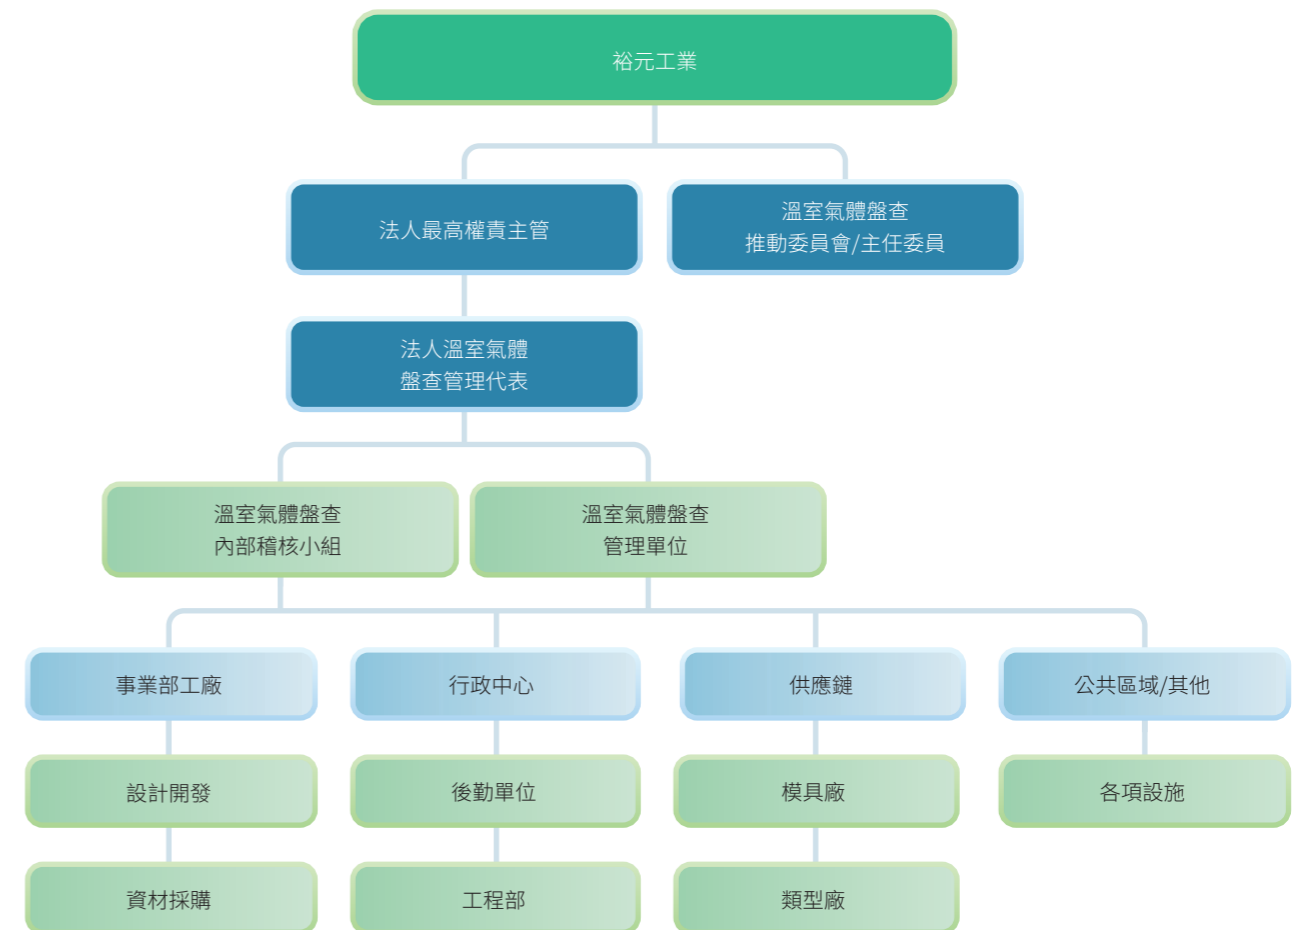 裕元工業
法人最高權責主管
溫室氣體盤查
推動委員會/主任委員
法人溫室氣體
盤查管理代表
溫室氣體盤查
內部稽核小組
溫室氣體盤查
管理單位
事業部工廠
行政中心
供應鏈
公共區域/其他
設計開發
後勤單位
模具廠
各項設施
資材採購
工程部
類型廠